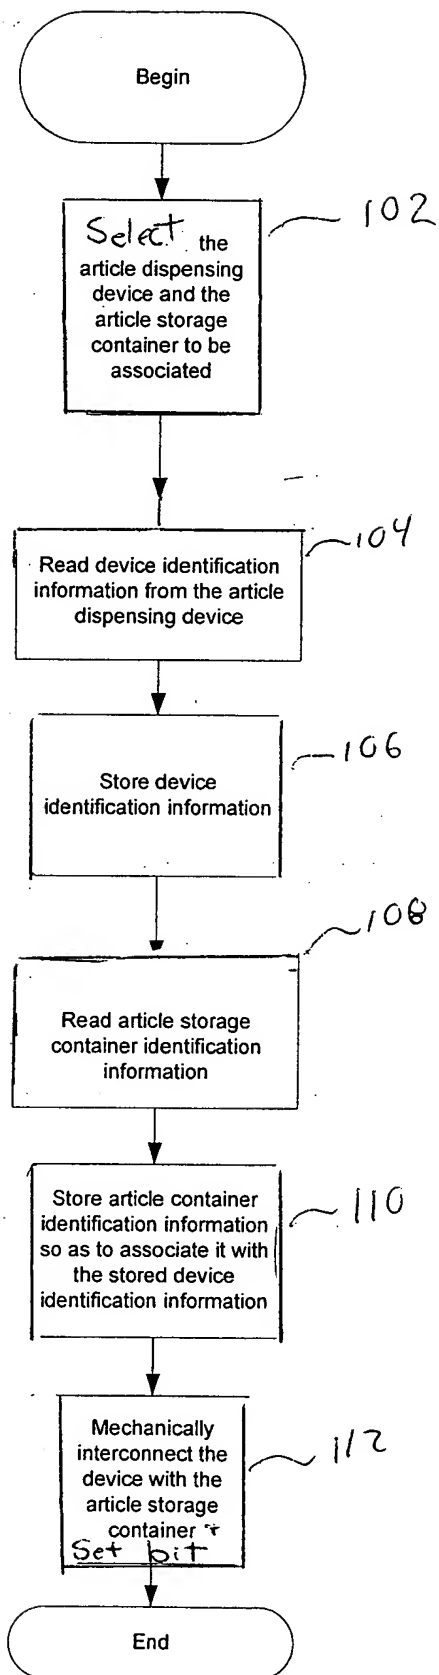 Begin
Select the
article dispensing
device and the
article storage
container to be
associated
102
Read device identification
information from the article
dispensing device
104
Store device
identification information
106
Read article storage
container identification
information
108
Store article container
identification information
so as to associate it with
the stored device
identification information
110
Mechanically
interconnect the
device with the
article storage
container +
Set bit
112
End